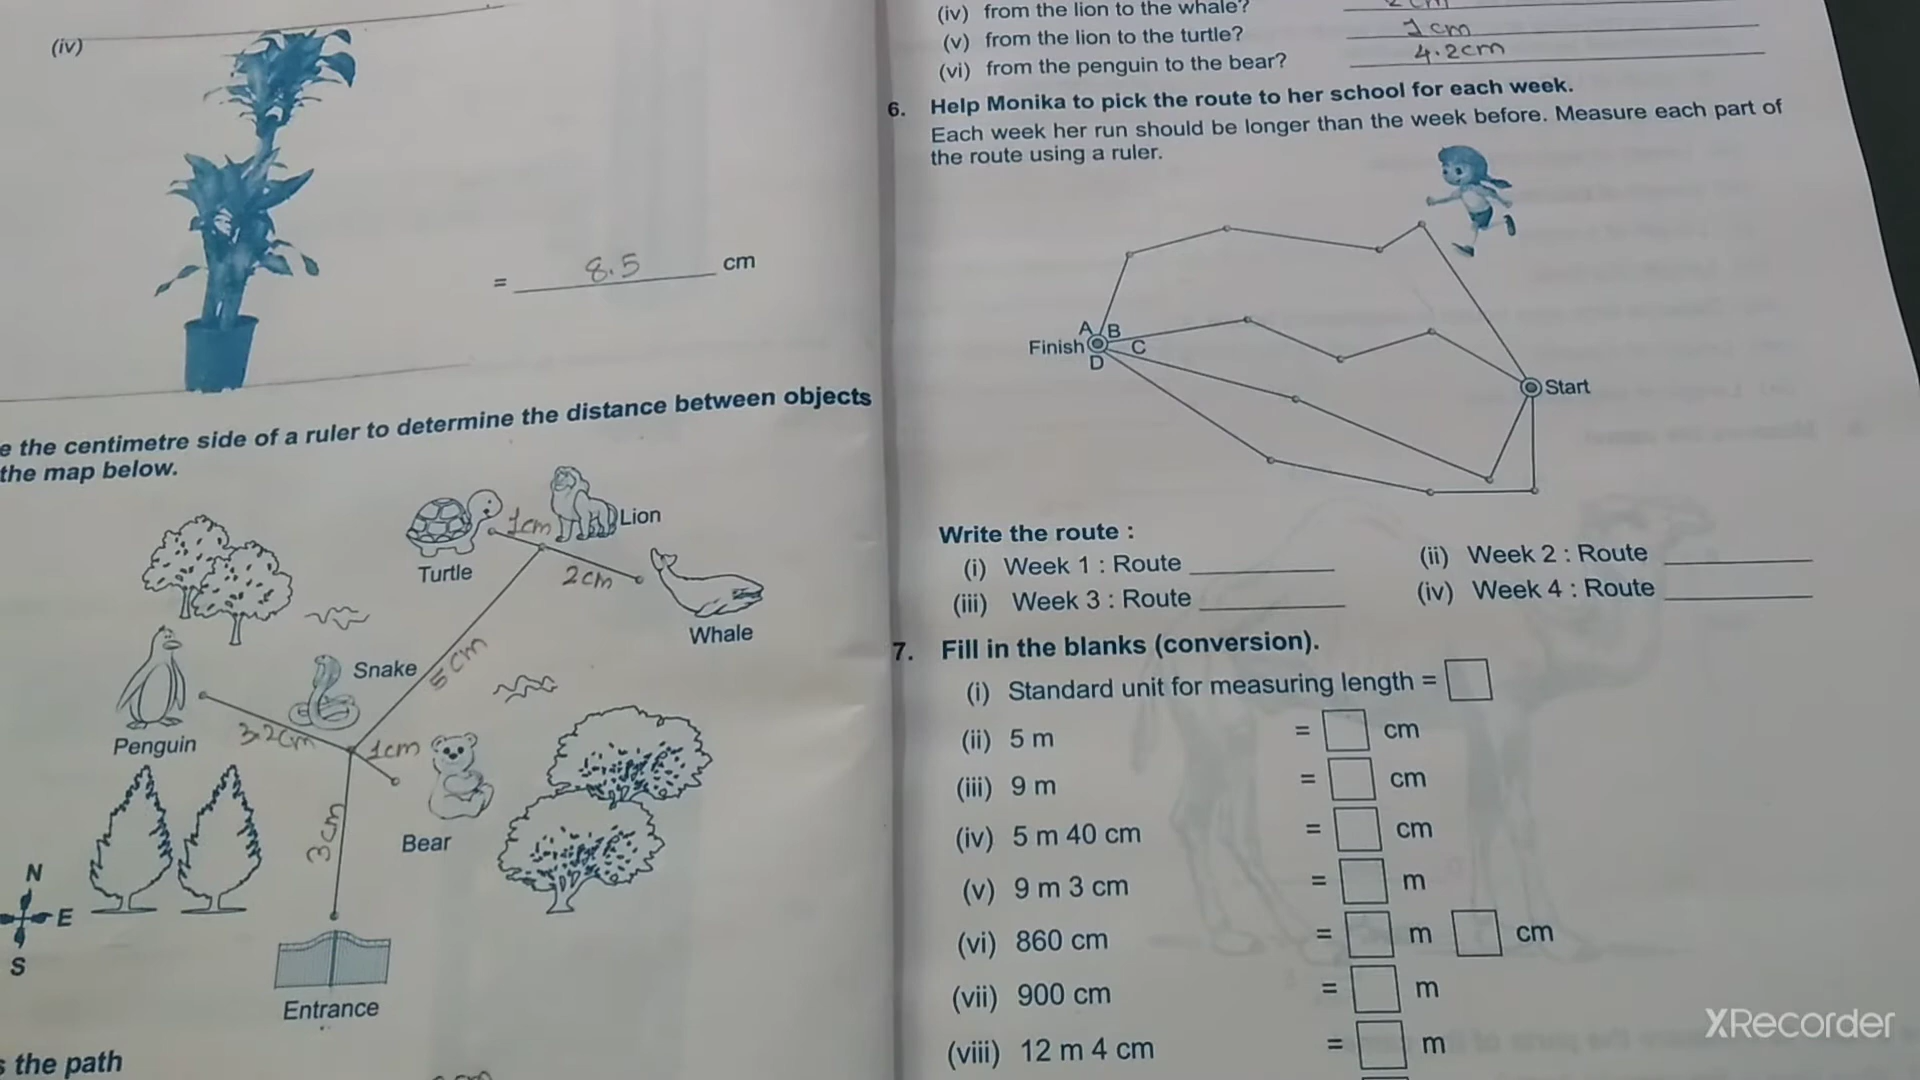 (iv)
= 8.5 cm
e the centimetre side of a ruler to determine the distance between objects
the map below.
Turtle
1cm
Lion
2cm
Whale
5cm
Snake
Penguin
3.2cm
1cm
Bear
3cm
Entrance
N
E
S
s the path
(iv) from the lion to the whale? 2cm
(v) from the lion to the turtle? 1cm
(vi) from the penguin to the bear? 4.2cm
6. Help Monika to pick the route to her school for each week.
Each week her run should be longer than the week before. Measure each part of
the route using a ruler.
A B
Finish C
D
Start
Write the route :
(i) Week 1 : Route (ii) Week 2 : Route
(iii) Week 3 : Route (iv) Week 4 : Route
7. Fill in the blanks (conversion).
(i) Standard unit for measuring length =
(ii) 5 m = cm
(iii) 9 m = cm
(iv) 5 m 40 cm = cm
(v) 9 m 3 cm = m
(vi) 860 cm = m cm
(vii) 900 cm = m
(viii) 12 m 4 cm = m
XRecorder